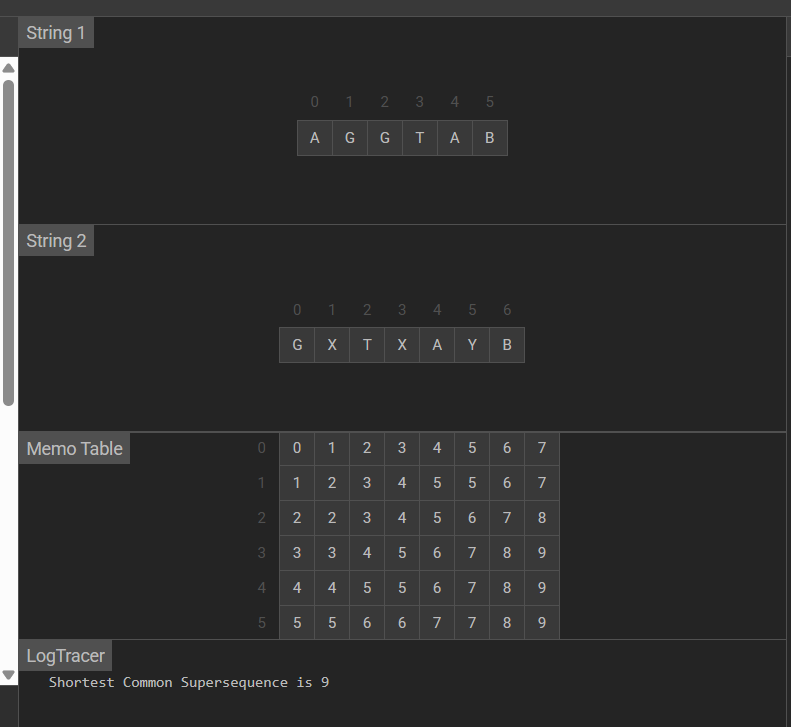 String 1
0 1 2 3 4 5
A G G T A B
String 2
0 1 2 3 4 5 6
G X T X A Y B
Memo Table
0 0 1 2 3 4 5 6 7
1 1 2 3 4 5 5 6 7
2 2 2 3 4 5 6 7 8
3 3 3 4 5 6 7 8 9
4 4 4 5 5 6 7 8 9
5 5 5 6 6 7 7 8 9
LogTracer
Shortest Common Supersequence is 9